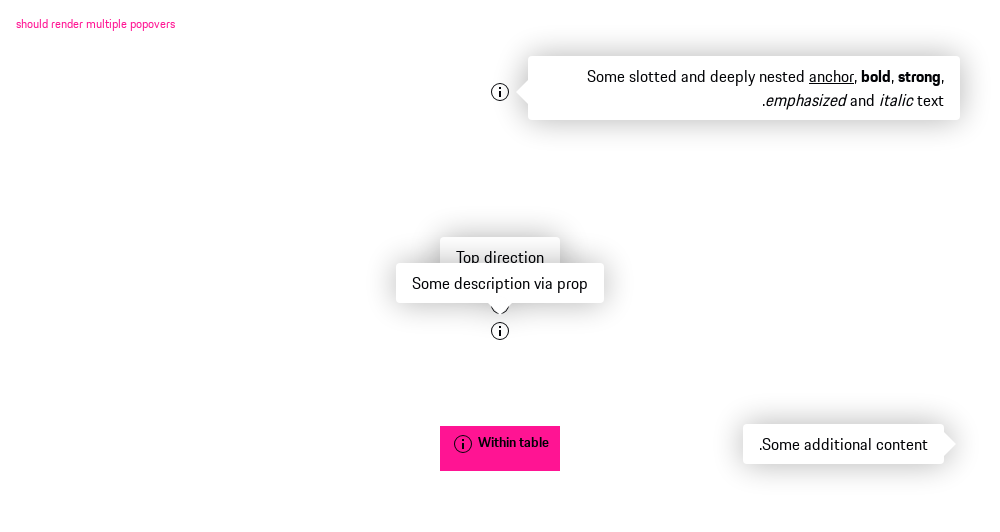 should render multiple popovers
Some slotted and deeply nested anchor, bold, strong,
.emphasized and italic text
Top direction
Some description via prop
Within table
.Some additional content